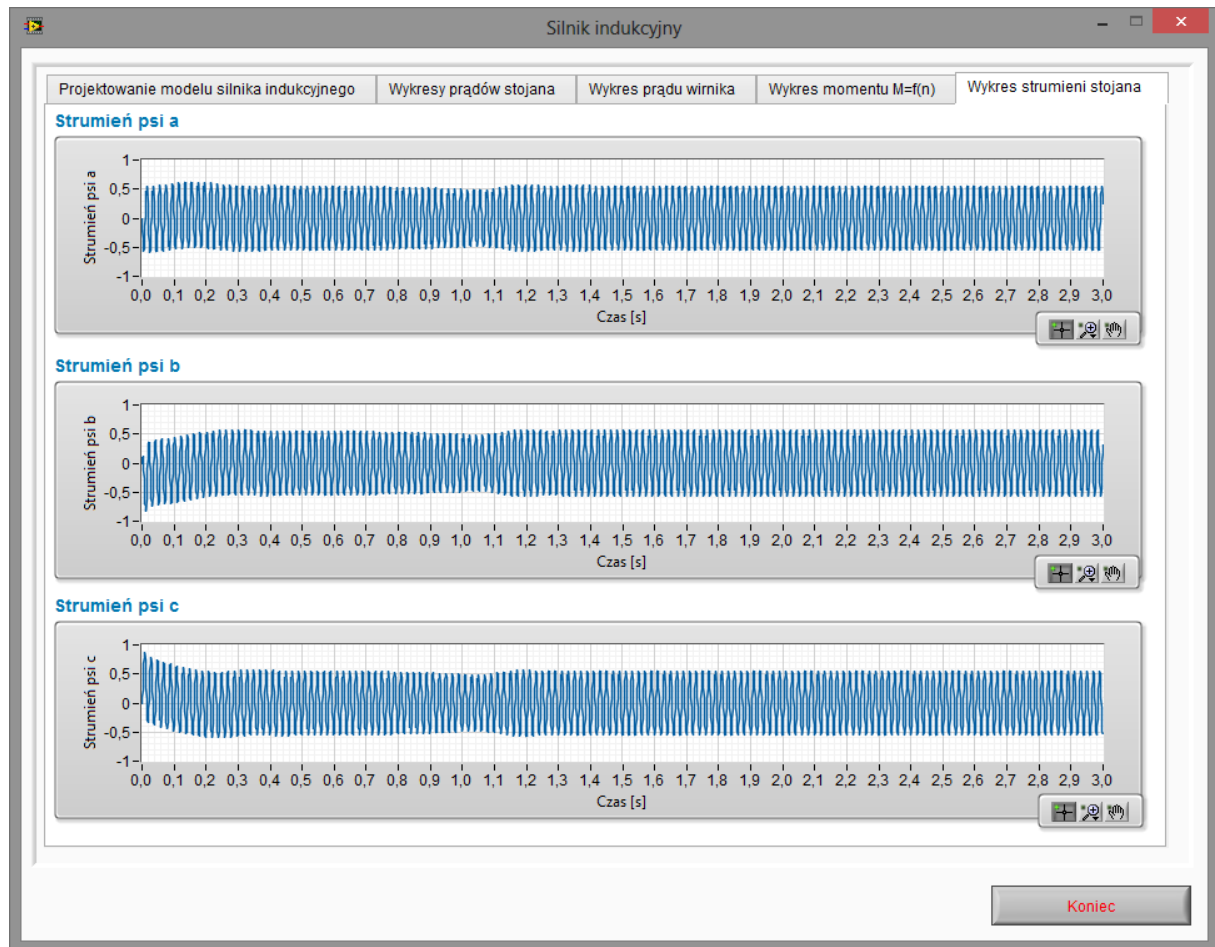 Silnik indukcyjny
Projektowanie modelu silnika indukcyjnego Wykresy prądów stojana Wykres prądu wirnika Wykres momentu M=f(n) Wykres strumieni stojana
Strumień psi a
Strumień psi a
1
0,5
0
-0,5
-1
0,0 0,1 0,2 0,3 0,4 0,5 0,6 0,7 0,8 0,9 1,0 1,1 1,2 1,3 1,4 1,5 1,6 1,7 1,8 1,9 2,0 2,1 2,2 2,3 2,4 2,5 2,6 2,7 2,8 2,9 3,0
Czas [s]
Strumień psi b
Strumień psi b
1
0,5
0
-0,5
-1
0,0 0,1 0,2 0,3 0,4 0,5 0,6 0,7 0,8 0,9 1,0 1,1 1,2 1,3 1,4 1,5 1,6 1,7 1,8 1,9 2,0 2,1 2,2 2,3 2,4 2,5 2,6 2,7 2,8 2,9 3,0
Czas [s]
Strumień psi c
Strumień psi c
1
0,5
0
-0,5
-1
0,0 0,1 0,2 0,3 0,4 0,5 0,6 0,7 0,8 0,9 1,0 1,1 1,2 1,3 1,4 1,5 1,6 1,7 1,8 1,9 2,0 2,1 2,2 2,3 2,4 2,5 2,6 2,7 2,8 2,9 3,0
Czas [s]
Koniec